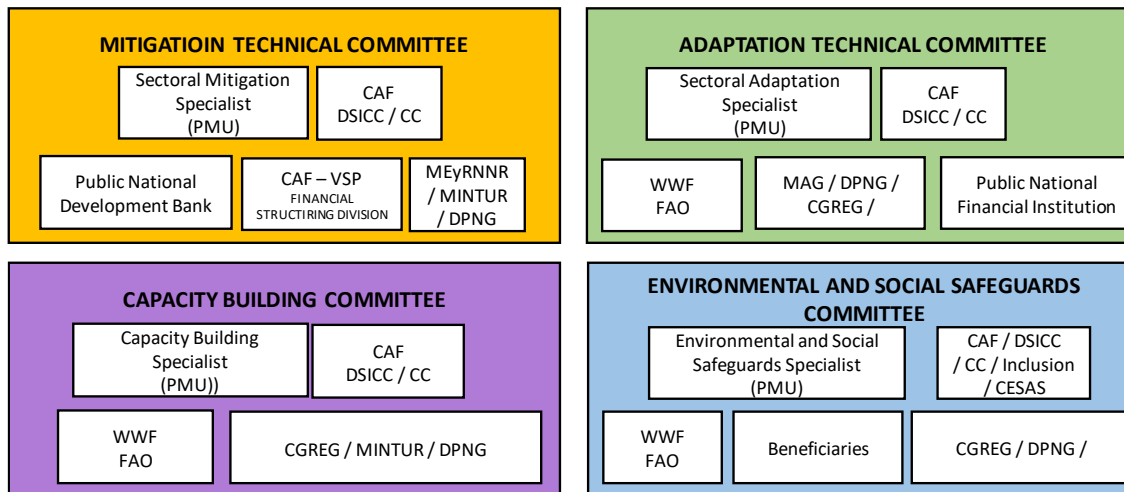 MITIGATIOIN TECHNICAL COMMITTEE
Sectoral Mitigation
Specialist
(PMU)
CAF
DSICC / CC
Public National
Development Bank
CAF – VSP
FINANCIAL
STRUCTIRING DIVISION
MEyRNNR
/ MINTUR
/ DPNG
ADAPTATION TECHNICAL COMMITTEE
Sectoral Adaptation
Specialist
(PMU)
CAF
DSICC / CC
WWF
FAO
MAG / DPNG /
CGREG /
Public National
Financial Institution
CAPACITY BUILDING COMMITTEE
Capacity Building
Specialist
(PMU))
CAF
DSICC / CC
WWF
FAO
CGREG / MINTUR / DPNG
ENVIRONMENTAL AND SOCIAL SAFEGUARDS
COMMITTEE
Environmental and Social
Safeguards Specialist
(PMU)
CAF / DSICC
/ CC / Inclusion
/ CESAS
WWF
FAO
Beneficiaries
CGREG / DPNG /